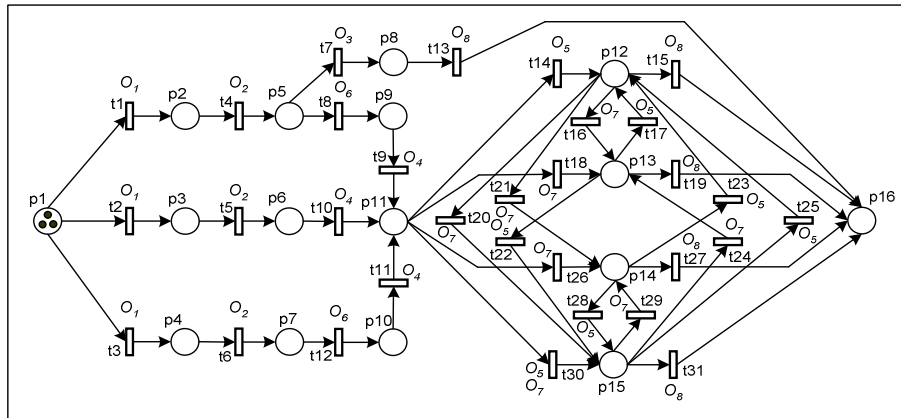 O3
O8
t7
p8
t13
O5
p12
O8
t14
t15
O1
O2
p5
O6
t1
p2
t4
t8
p9
O7
O5
t16
t17
t9
O4
p13
O8
t18
t19
t23
O1
O2
O4
p11
O7
t21
O5
p1
t2
p3
t5
p6
t10
t20
O7
O7
t25
p16
O5
O7
O5
O7
O8
t22
t24
t11
O4
t26
p14
t27
O1
O2
O6
p10
t28
O7
t29
O5
t3
p4
t6
p7
t12
O5
O7
t30
p15
t31
O8